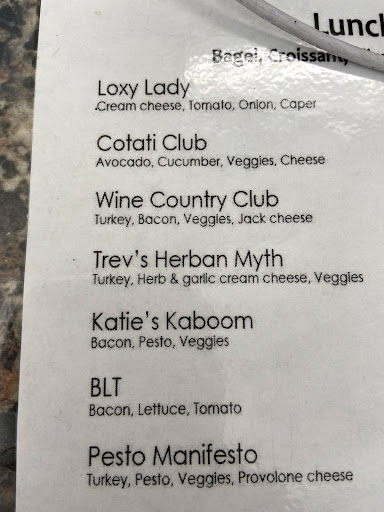 Lunch
Bagel, Croissant,
Loxy Lady
Cream cheese, Tomato, Onion, Caper
Cotati Club
Avocado, Cucumber, Veggies, Cheese
Wine Country Club
Turkey, Bacon, Veggies, Jack cheese
Trev's Herban Myth
Turkey, Herb & garlic cream cheese, Veggies
Katie's Kaboom
Bacon, Pesto, Veggies
BLT
Bacon, Lettuce, Tomato
Pesto Manifesto
Turkey, Pesto, Veggies, Provolone cheese